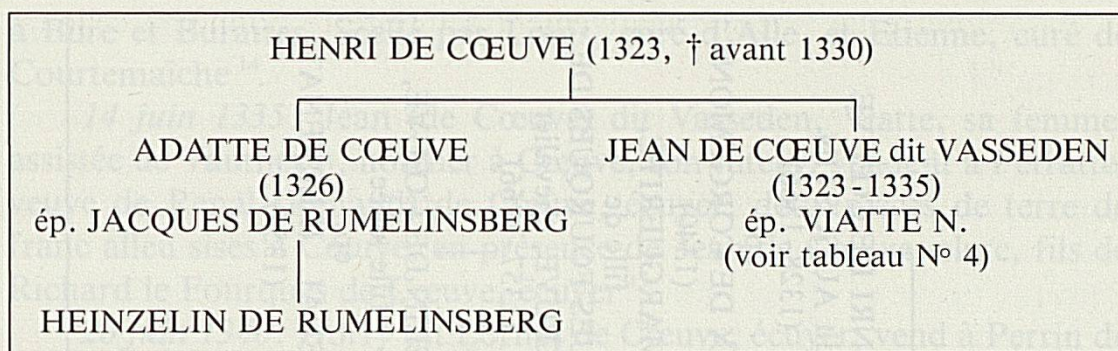 HENRI DE CŒUVE (1323, † avant 1330)
ADATTE DE CŒUVE
(1326)
ép. JACQUES DE RUMELINSBERG
JEAN DE CŒUVE dit VASSEDEN
(1323-1335)
ép. VIATTE N.
(voir tableau Nº 4)
HEINZELIN DE RUMELINSBERG